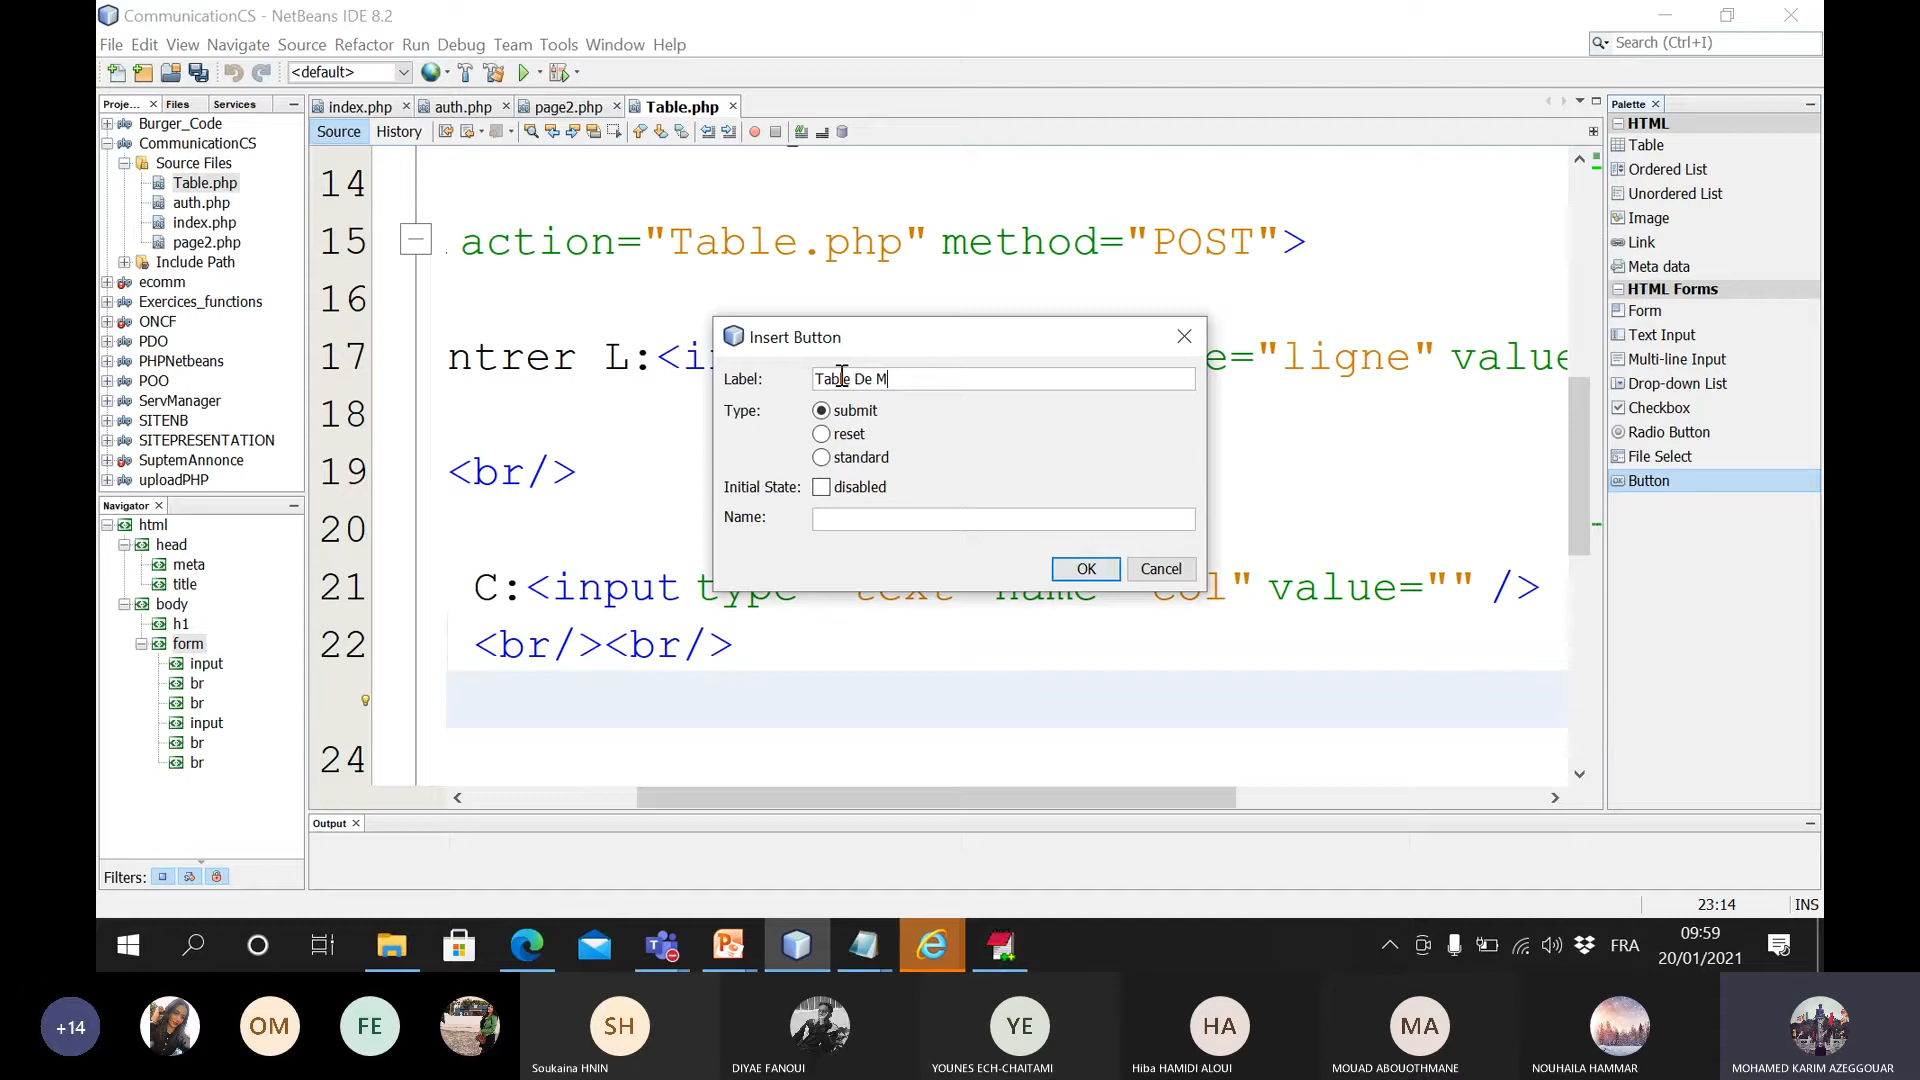 CommunicationCS - NetBeans IDE 8.2
File Edit View Navigate Source Refactor Run Debug Team Tools Window Help
Search (Ctrl+I)
<default>
Proje... Files Services
Burger_Code
CommunicationCS
Source Files
Table.php
auth.php
index.php
page2.php
Include Path
ecomm
Exercices_functions
ONCF
PDO
PHPNetbeans
POO
ServManager
SITENB
SITEPRESENTATION
SuptemAnnonce
uploadPHP
Navigator
html
head
meta
title
body
h1
form
input
br
br
input
br
br
Filters:
index.php auth.php page2.php Table.php
Source History
14
15 action="Table.php" method="POST">
16
17 ntrer L:<i e="ligne" value
18
19 <br/>
20
21 C:<input type "text" name "col" value="" />
22 <br/><br/>
24
Insert Button
Label: Table De M
Type: submit
reset
standard
Initial State: disabled
Name:
OK Cancel
Palette
HTML
Table
Ordered List
Unordered List
Image
Link
Meta data
HTML Forms
Form
Text Input
Multi-line Input
Drop-down List
Checkbox
Radio Button
File Select
Button
Output
23:14 INS
FRA
09:59
20/01/2021
+14
OM
FE
SH
Soukaina HNIN
DIYAE FANOUI
YE
YOUNES ECH-CHAITAMI
HA
Hiba HAMIDI ALOUI
MA
MOUAD ABOUOTHMANE
NOUHAILA HAMMAR
MOHAMED KARIM AZEGGOUAR